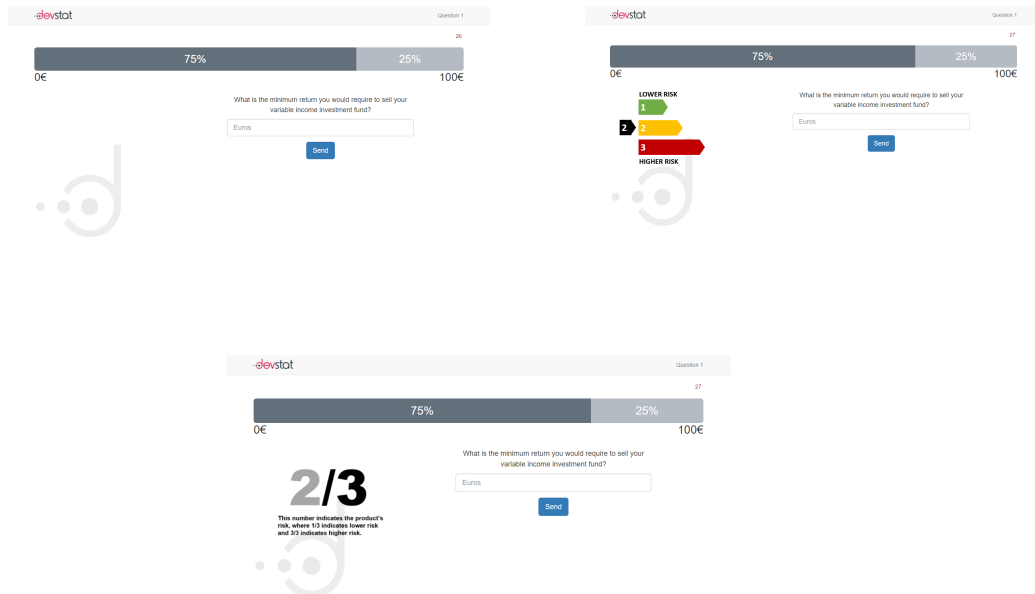 devstat
Question 1
26
75%
25%
0€
100€
What is the minimum return you would require to sell your
variable income investment fund?
Euros
Send
devstat
Question 1
27
75%
25%
0€
100€
LOWER RISK
1
2
2
3
HIGHER RISK
What is the minimum return you would require to sell your
variable income investment fund?
Euros
Send
devstat
Question 1
27
75%
25%
0€
100€
2/3
This number indicates the product's
risk, where 1/3 indicates lower risk
and 3/3 indicates higher risk.
What is the minimum return you would require to sell your
variable income investment fund?
Euros
Send